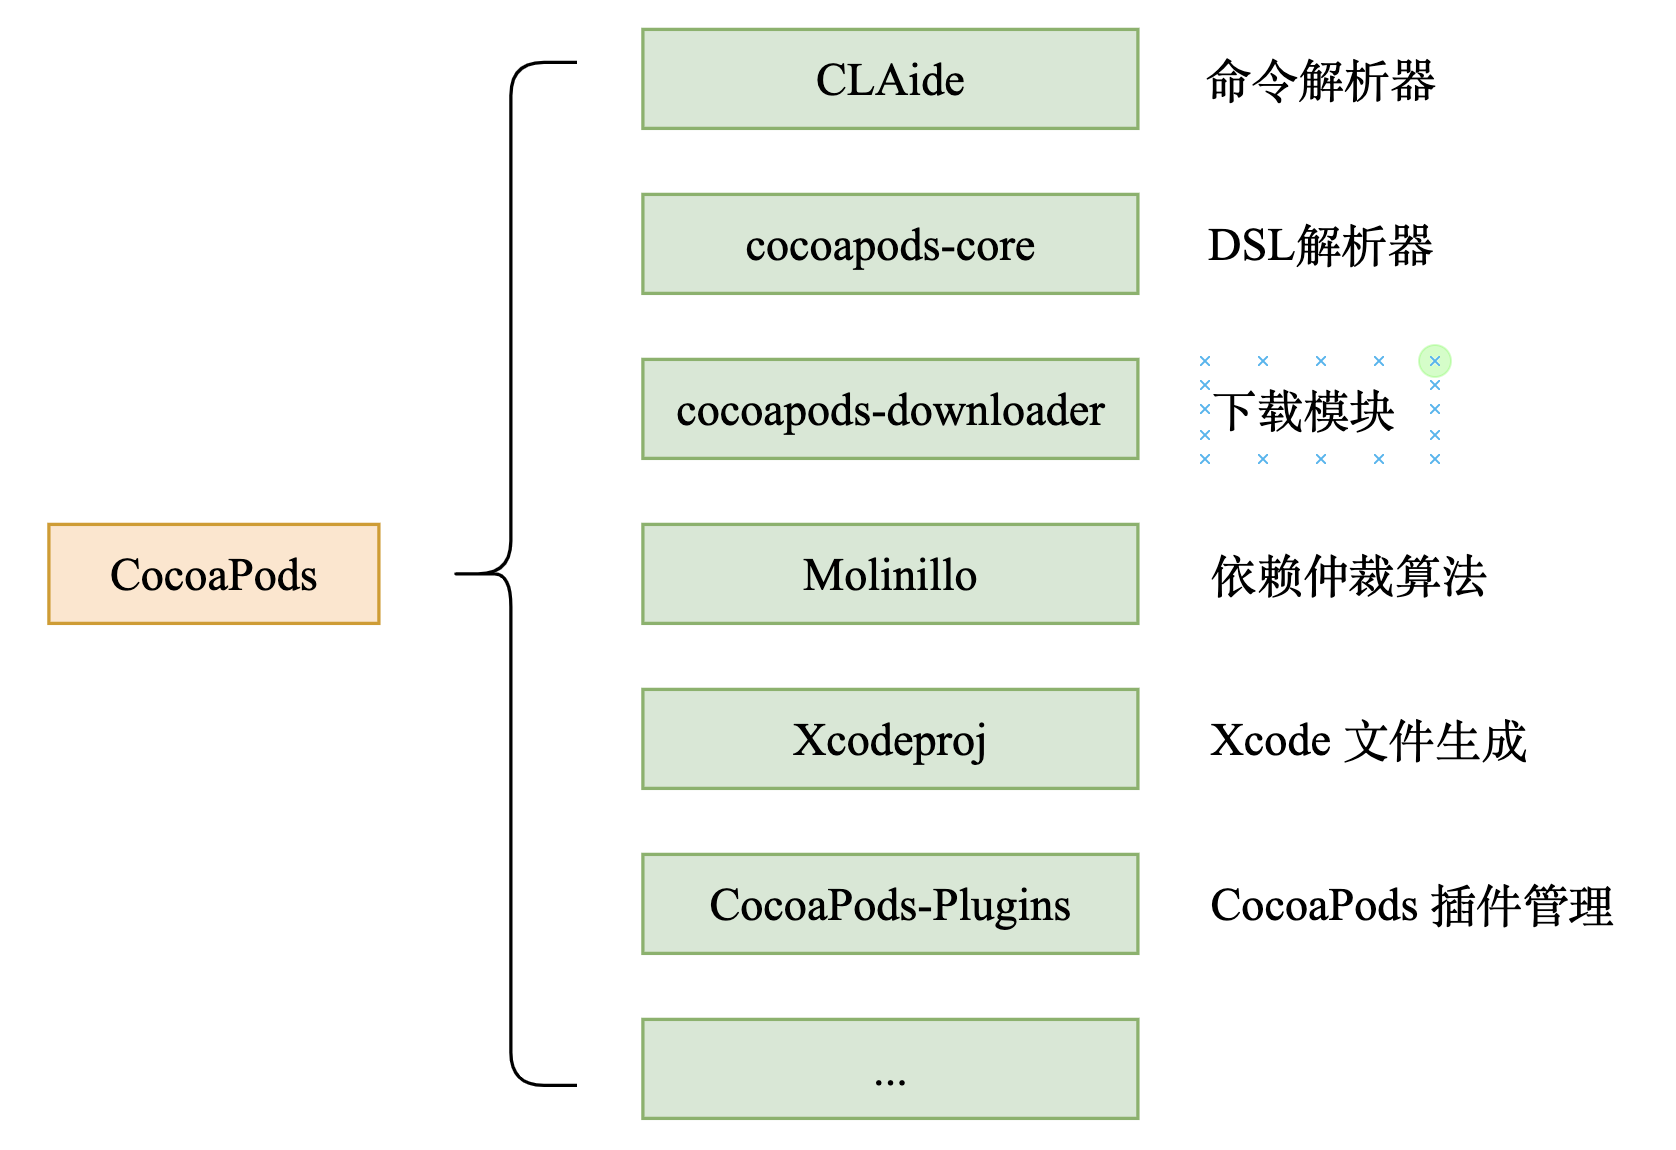 CLAide 命令解析器
cocoapods-core DSL解析器
cocoapods-downloader 下载模块
CocoaPods
Molinillo 依赖仲裁算法
Xcodeproj Xcode 文件生成
CocoaPods-Plugins CocoaPods 插件管理
...